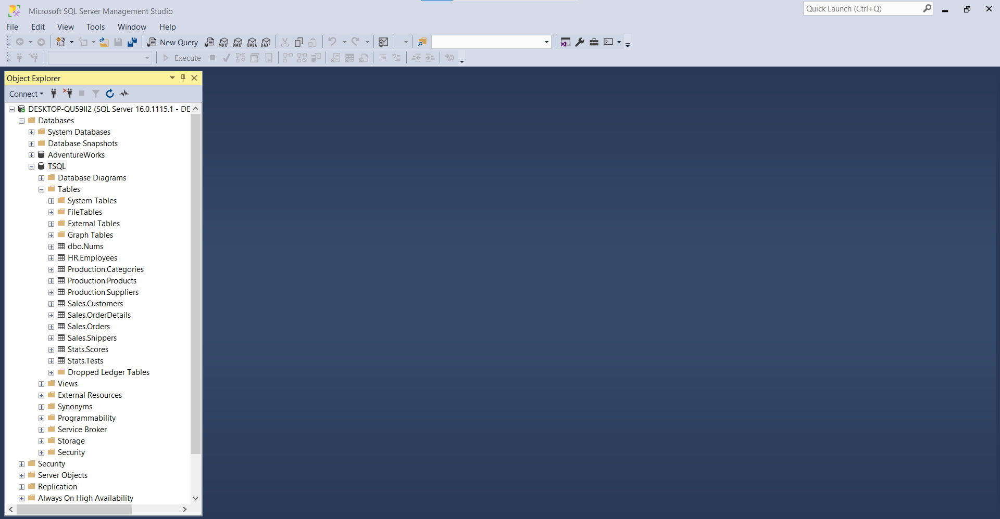 Microsoft SQL Server Management Studio
Quick Launch (Ctrl+Q)
File Edit View Tools Window Help
New Query MDX DMX XMLA DAX
Execute
Object Explorer
Connect
DESKTOP-QU59II2 (SQL Server 16.0.1115.1 - DE
Databases
System Databases
Database Snapshots
AdventureWorks
TSQL
Database Diagrams
Tables
System Tables
FileTables
External Tables
Graph Tables
dbo.Nums
HR.Employees
Production.Categories
Production.Products
Production.Suppliers
Sales.Customers
Sales.OrderDetails
Sales.Orders
Sales.Shippers
Stats.Scores
Stats.Tests
Dropped Ledger Tables
Views
External Resources
Synonyms
Programmability
Service Broker
Storage
Security
Security
Server Objects
Replication
Always On High Availability